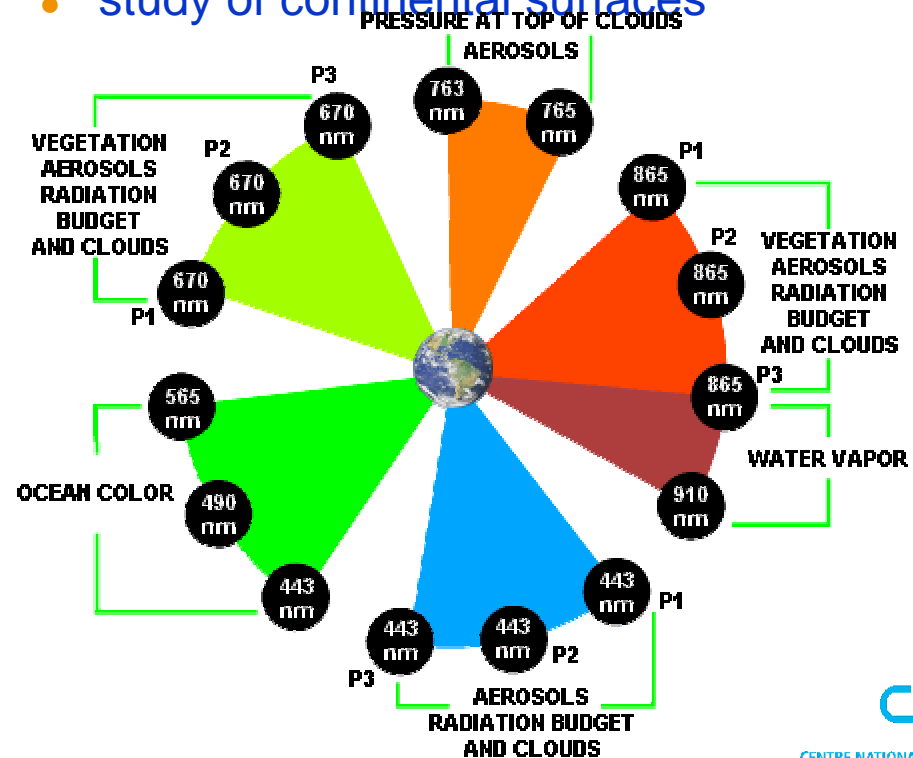 • study of continental surfaces
PRESSURE AT TOP OF CLOUDS
AEROSOLS
763
nm
765
nm
P3
670
nm
P2
670
nm
P1
670
nm
VEGETATION
AEROSOLS
RADIATION
BUDGET
AND CLOUDS
P1
865
nm
P2
865
nm
P3
865
nm
VEGETATION
AEROSOLS
RADIATION
BUDGET
AND CLOUDS
910
nm
WATER VAPOR
565
nm
490
nm
443
nm
OCEAN COLOR
443
nm
P3
443
nm
P2
443
nm
P1
AEROSOLS
RADIATION BUDGET
AND CLOUDS
CENTRE